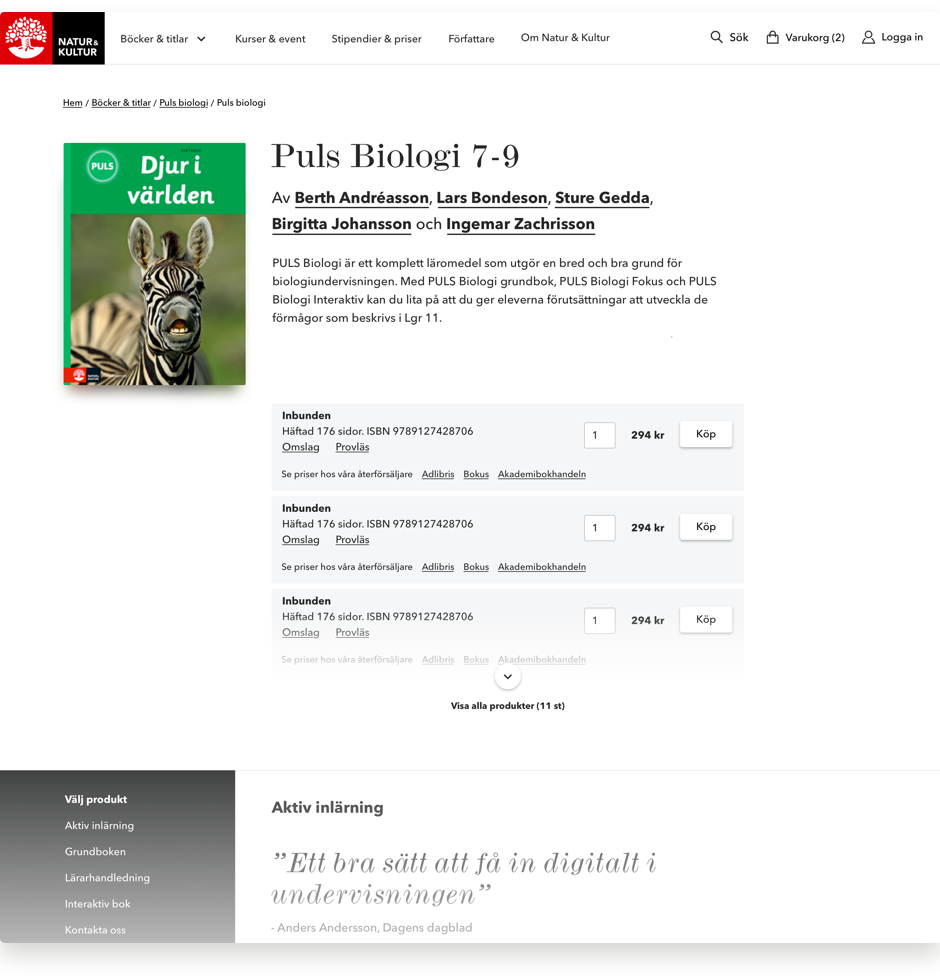 NATUR&
KULTUR
Böcker & titlar
Kurser & event
Stipendier & priser
Författare
Om Natur & Kultur
Sök
Varukorg (2)
Logga in
Hem / Böcker & titlar / Puls biologi / Puls biologi
PULS
Djur i
världen
NATUR&
KULTUR
Puls Biologi 7-9
Av Berth Andréasson, Lars Bondeson, Sture Gedda,
Birgitta Johansson och Ingemar Zachrisson
PULS Biologi är ett komplett läromedel som utgör en bred och bra grund för
biologiundervisningen. Med PULS Biologi grundbok, PULS Biologi Fokus och PULS
Biologi Interaktiv kan du lita på att du ger eleverna förutsättningar att utveckla de
förmågor som beskrivs i Lgr 11.
Inbunden
Häftad 176 sidor. ISBN 9789127428706
Omslag Provläs
1 294 kr Köp
Se priser hos våra återförsäljare Adlibris Bokus Akademibokhandeln
Inbunden
Häftad 176 sidor. ISBN 9789127428706
Omslag Provläs
1 294 kr Köp
Se priser hos våra återförsäljare Adlibris Bokus Akademibokhandeln
Inbunden
Häftad 176 sidor. ISBN 9789127428706
Omslag Provläs
1 294 kr Köp
Se priser hos våra återförsäljare Adlibris Bokus Akademibokhandeln
Visa alla produkter (11 st)
Välj produkt
Aktiv inlärning
Grundboken
Lärarhandledning
Interaktiv bok
Kontakta oss
Aktiv inlärning
”Ett bra sätt att få in digitalt i
undervisningen”
- Anders Andersson, Dagens dagblad